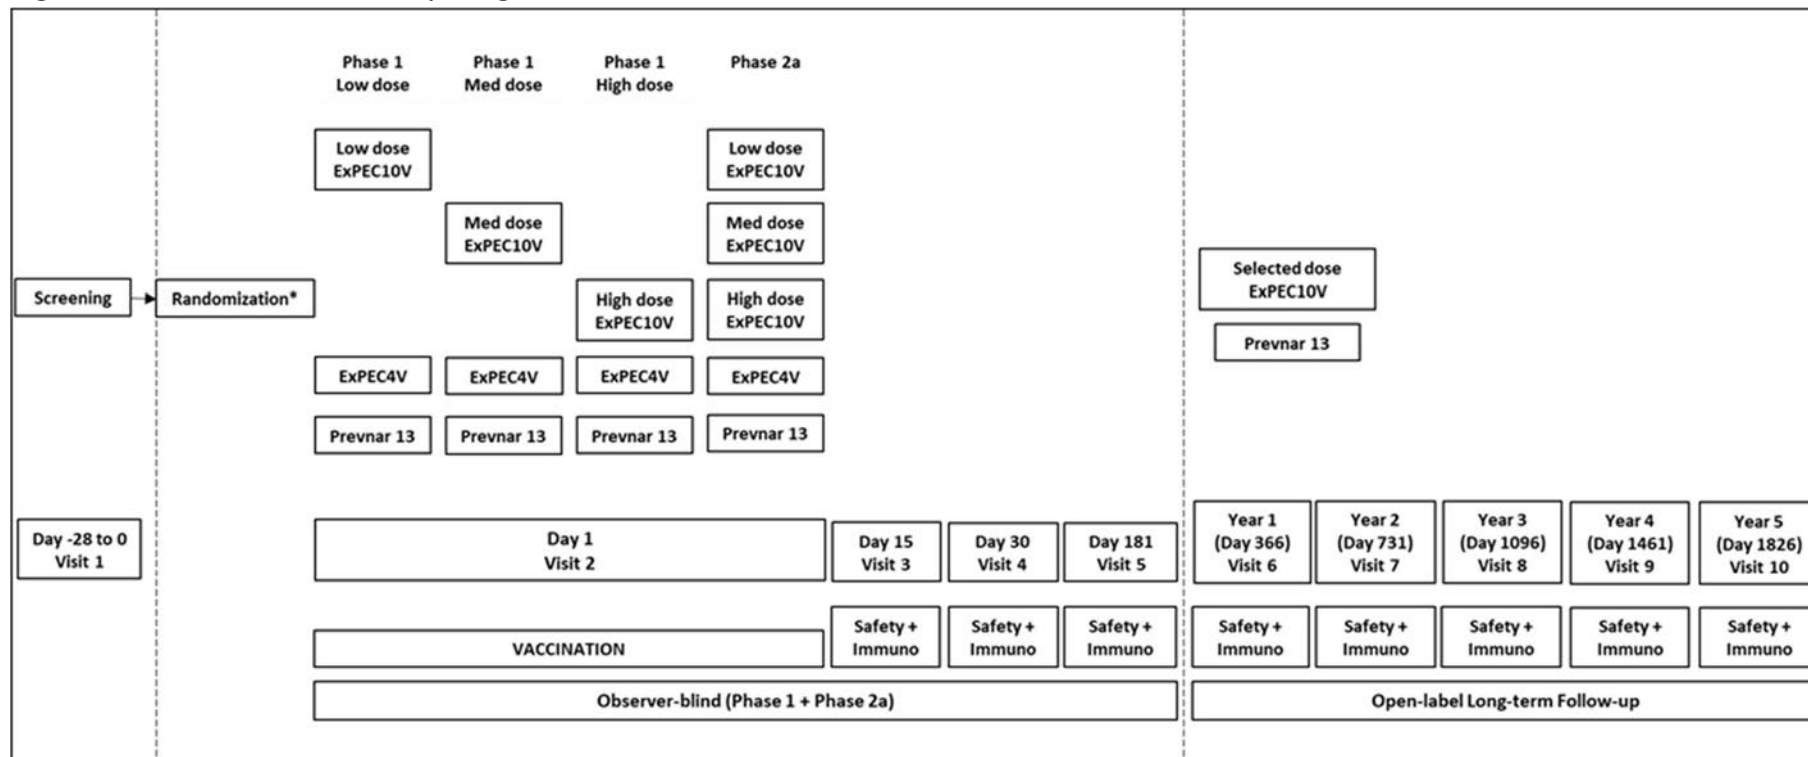 Phase 1
Low dose
Phase 1
Med dose
Phase 1
High dose
Phase 2a
Low dose
ExPEC10V
Low dose
ExPEC10V
Med dose
ExPEC10V
Med dose
ExPEC10V
Screening
Randomization*
High dose
ExPEC10V
High dose
ExPEC10V
Selected dose
ExPEC10V
Prevnar 13
ExPEC4V
ExPEC4V
ExPEC4V
ExPEC4V
Prevnar 13
Prevnar 13
Prevnar 13
Prevnar 13
Day -28 to 0
Visit 1
Day 1
Visit 2
Day 15
Visit 3
Day 30
Visit 4
Day 181
Visit 5
Year 1
(Day 366)
Visit 6
Year 2
(Day 731)
Visit 7
Year 3
(Day 1096)
Visit 8
Year 4
(Day 1461)
Visit 9
Year 5
(Day 1826)
Visit 10
VACCINATION
Safety +
Immuno
Safety +
Immuno
Safety +
Immuno
Safety +
Immuno
Safety +
Immuno
Safety +
Immuno
Safety +
Immuno
Safety +
Immuno
Observer-blind (Phase 1 + Phase 2a)
Open-label Long-term Follow-up